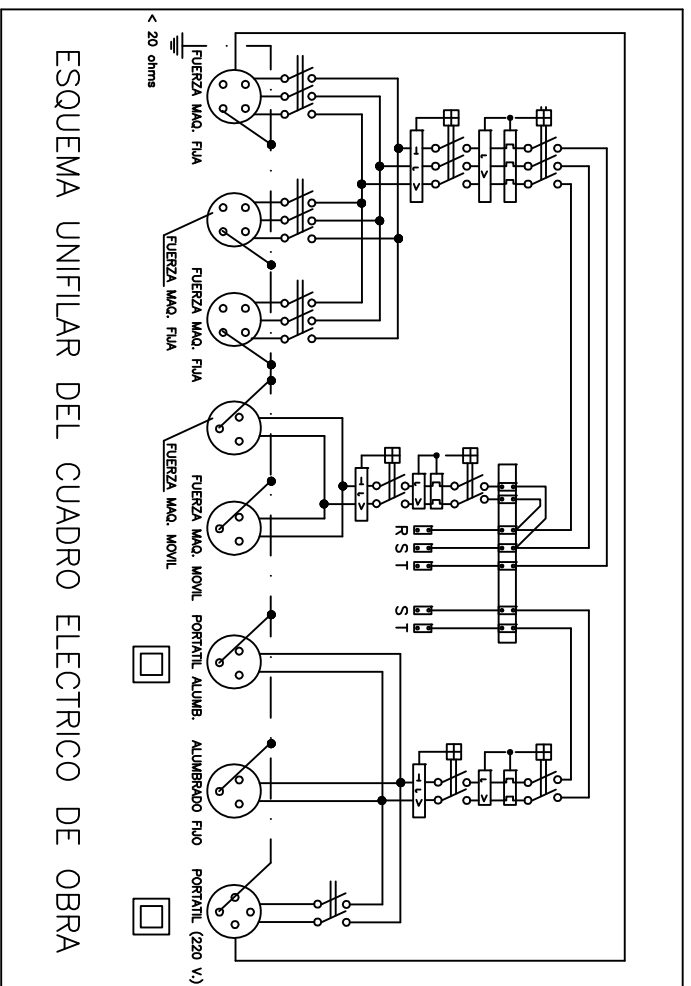 R
S
T
S
T
FUERZA MAQ. FIJA
FUERZA MAQ. FIJA
FUERZA MAQ. FIJA
FUERZA MAQ. MOVIL
FUERZA MAQ. MOVIL
PORTATIL ALUMB.
ALUMBRADO FIJO
PORTATIL (220 V.)
< 20 ohms
ESQUEMA UNIFILAR DEL CUADRO ELECTRICO DE OBRA